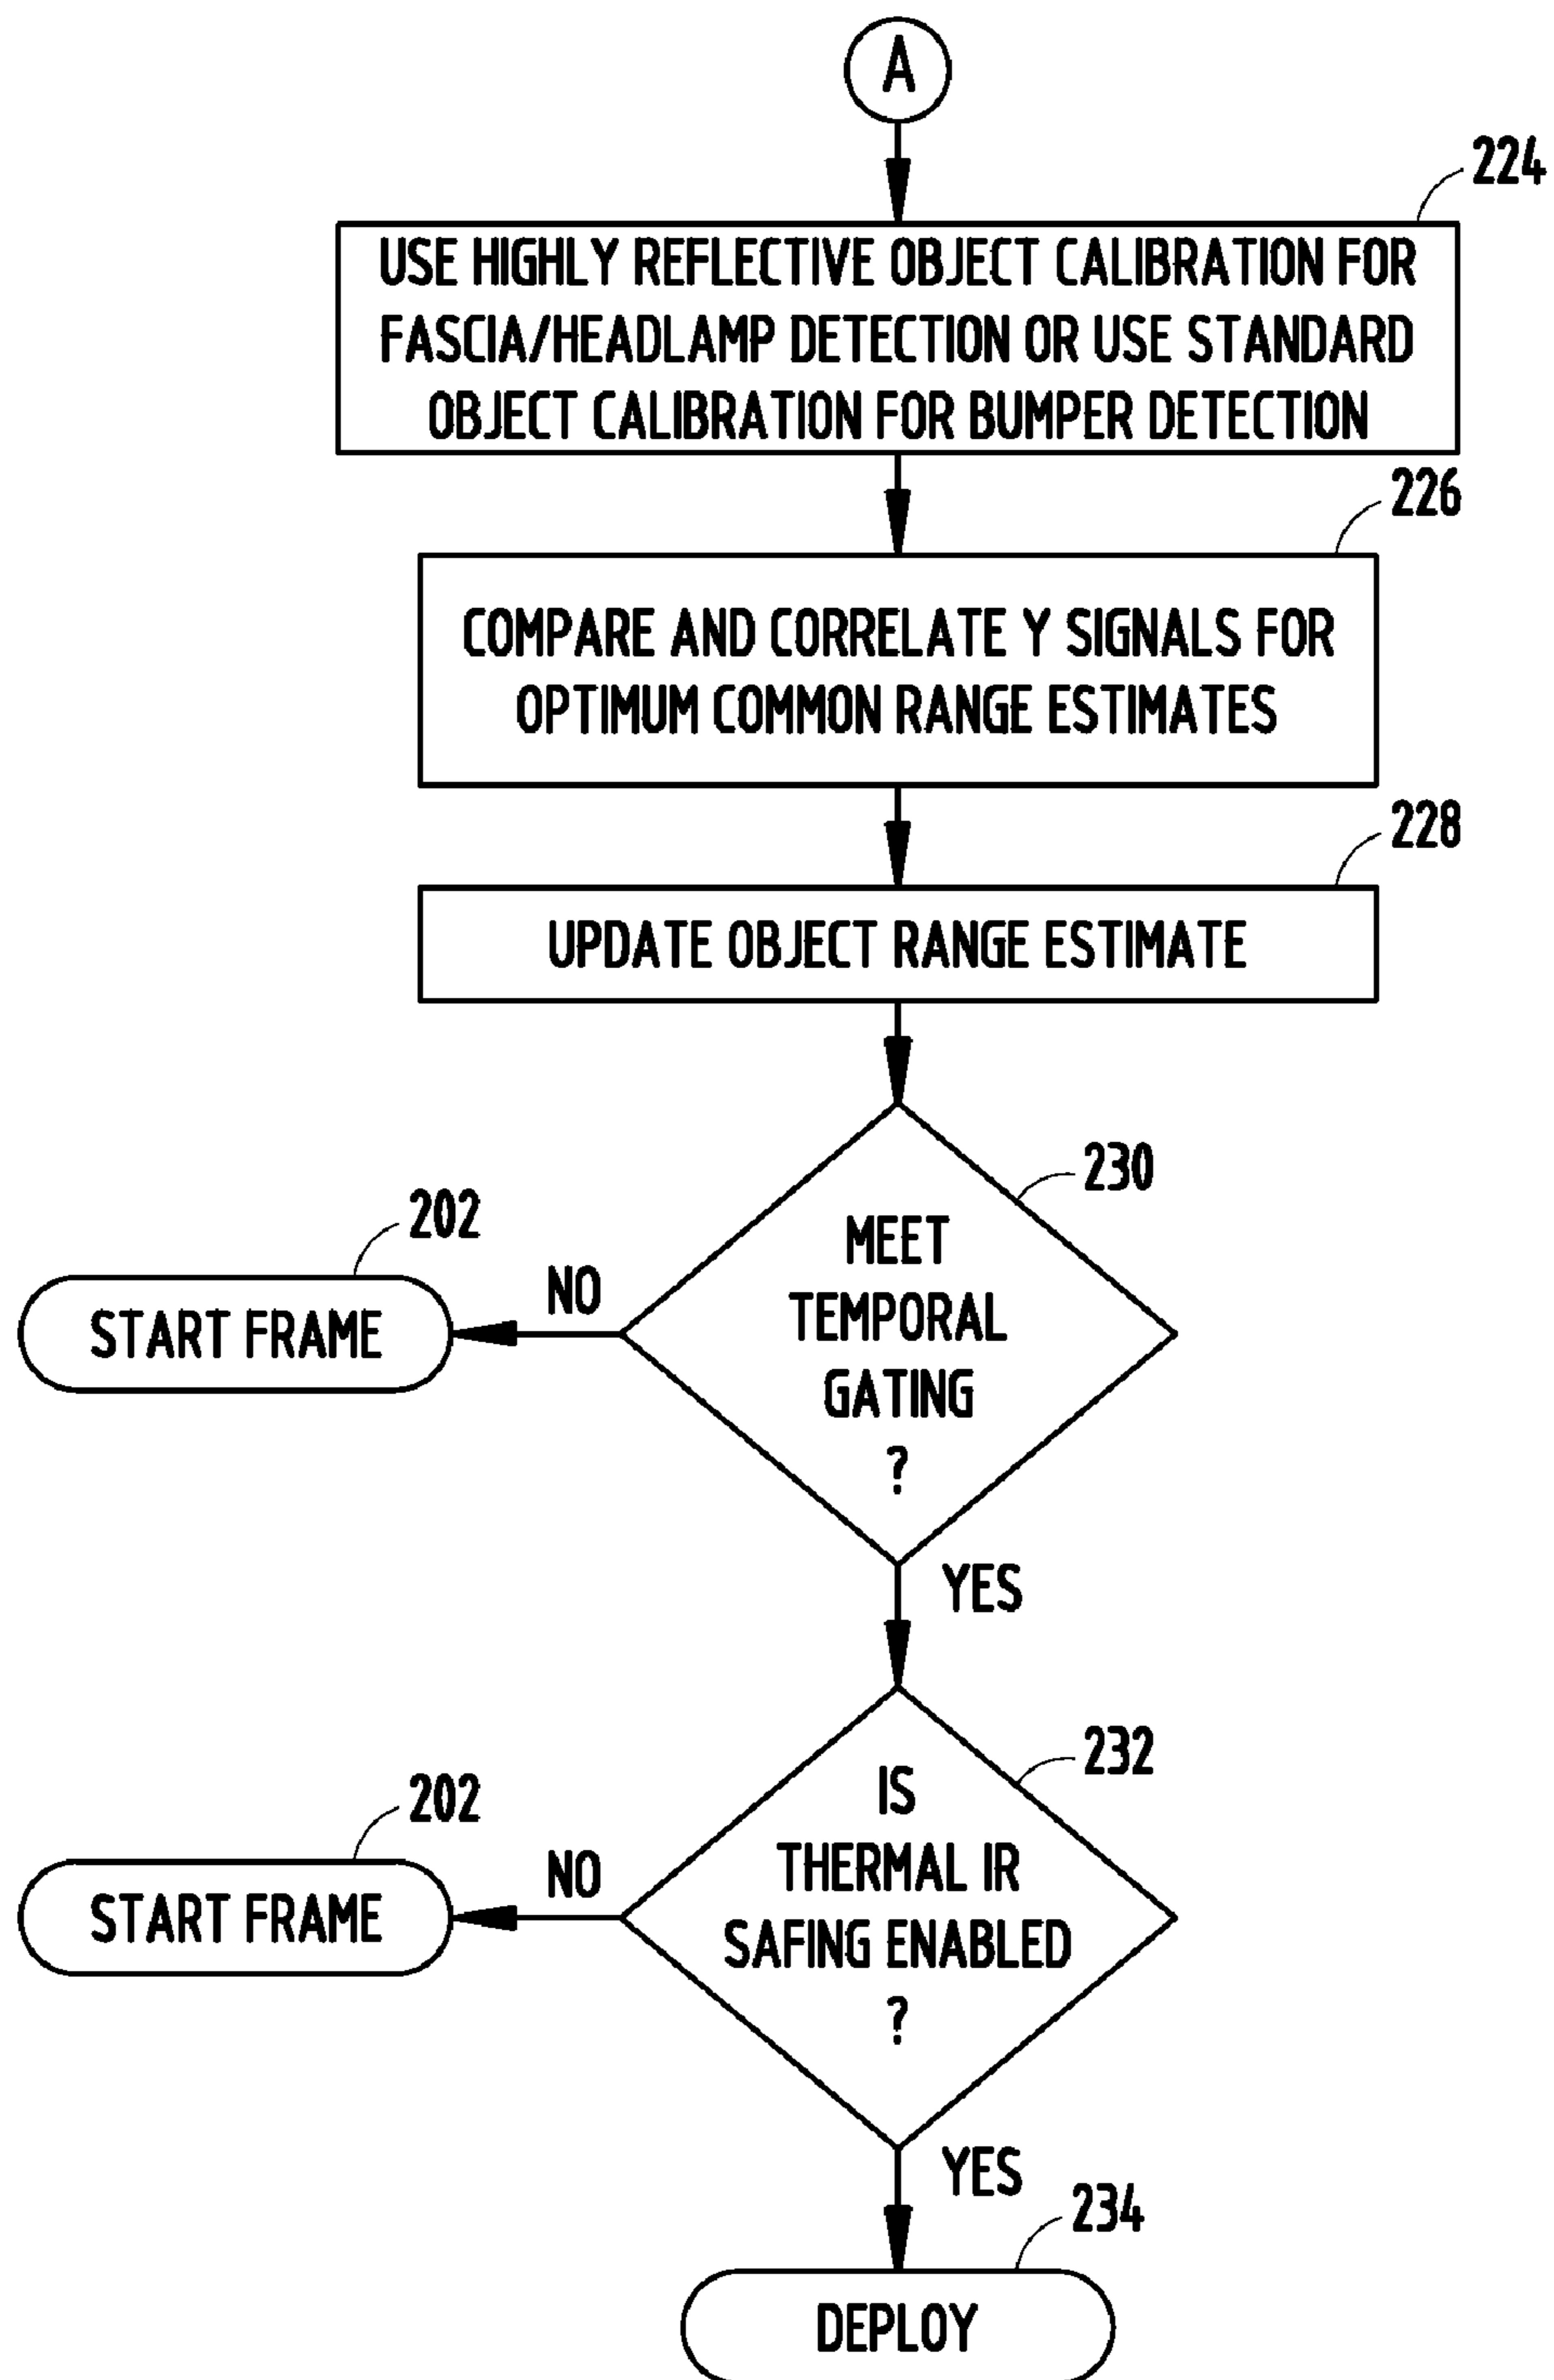 A
224
USE HIGHLY REFLECTIVE OBJECT CALIBRATION FOR
FASCIA/HEADLAMP DETECTION OR USE STANDARD
OBJECT CALIBRATION FOR BUMPER DETECTION
226
COMPARE AND CORRELATE Y SIGNALS FOR
OPTIMUM COMMON RANGE ESTIMATES
228
UPDATE OBJECT RANGE ESTIMATE
230
MEET
TEMPORAL
GATING
?
202
NO
START FRAME
YES
232
IS
THERMAL IR
SAFING ENABLED
?
202
NO
START FRAME
YES
234
DEPLOY